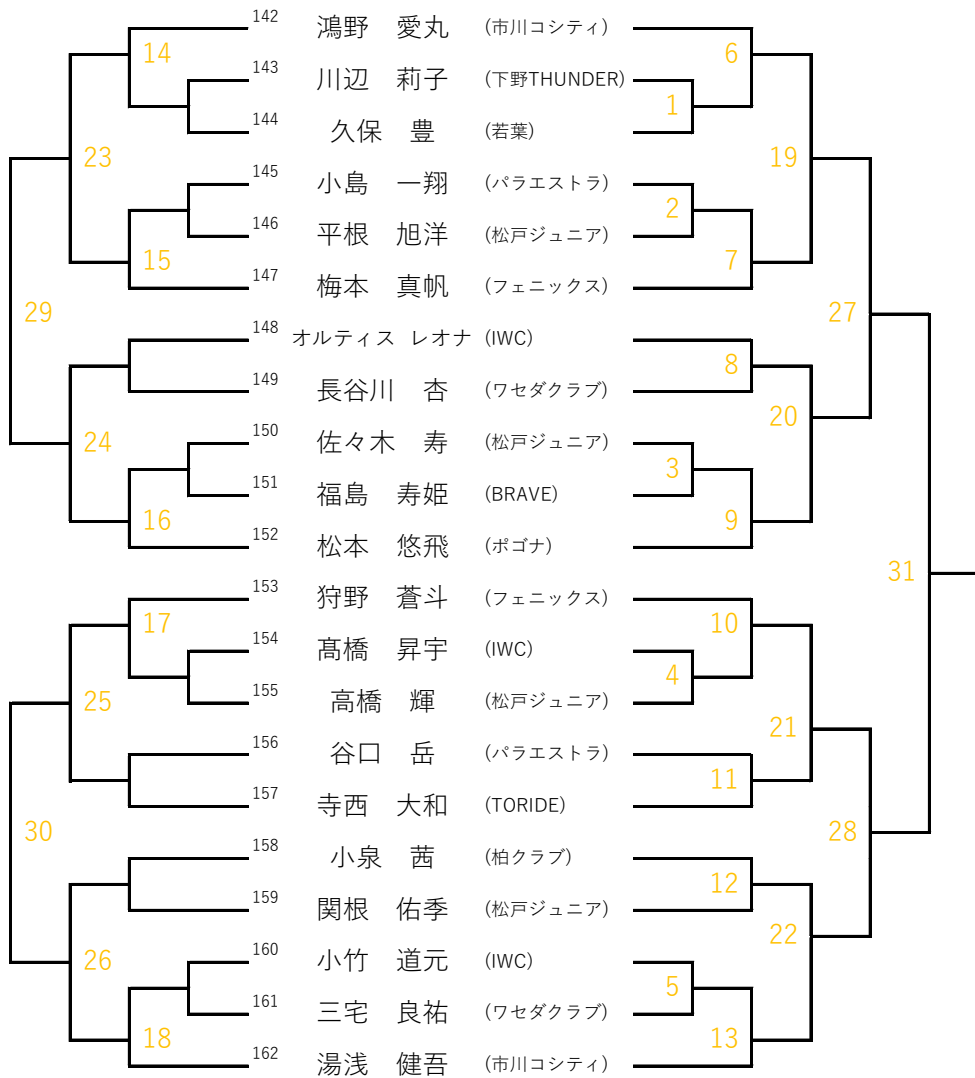 142 鴻野 愛丸 (市川コシティ)
14 6
143 川辺 莉子 (下野THUNDER)
1
144 久保 豊 (若葉)
23 19
145 小島 一翔 (パラエストラ)
2
146 平根 旭洋 (松戸ジュニア)
15 7
147 梅本 真帆 (フェニックス)
29 27
148 オルティス レオナ (IWC)
8
149 長谷川 杏 (ワセダクラブ)
20
24
150 佐々木 寿 (松戸ジュニア)
3
151 福島 寿姫 (BRAVE)
16 9
152 松本 悠飛 (ポゴナ)
31
153 狩野 蒼斗 (フェニックス)
17 10
154 髙橋 昇宇 (IWC)
4
155 高橋 輝 (松戸ジュニア)
25
21
156 谷口 岳 (パラエストラ)
11
157 寺西 大和 (TORIDE)
30 28
158 小泉 茜 (柏クラブ)
12
159 関根 佑季 (松戸ジュニア)
22
26
160 小竹 道元 (IWC)
5
161 三宅 良祐 (ワセダクラブ)
18 13
162 湯浅 健吾 (市川コシティ)